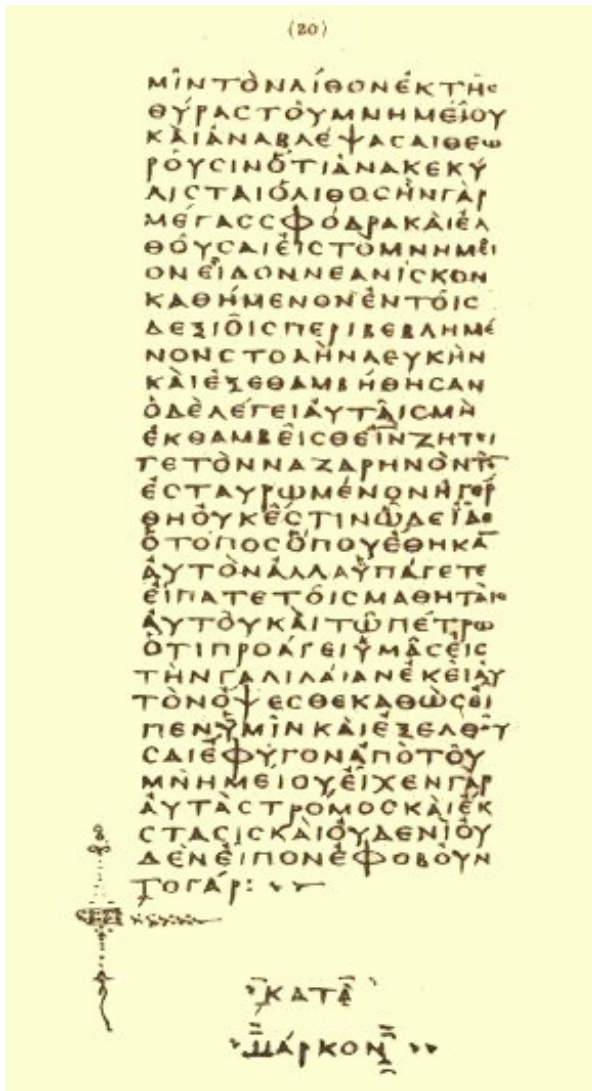 ΜΙΝΤΟΝΛΙΘΟΝΕΚΤΗϹ
ΘΥΡΑϹΤΟΥΜΝΗΜΕΙΟΥ
ΚΑΙΑΝΑΒΛΕΨΑϹΑΙΘΕΩ
ΡΟΥϹΙΝΟΤΙΑΝΑΚΕΚΥ
ΛΙϹΤΑΙΟΛΙΘΟϹΗΝΓΑΡ
ΜΕΓΑϹϹΦΟΔΡΑΚΑΙΕΛ
ΘΟΥϹΑΙΕΙϹΤΟΜΝΗΜΕΙ
ΟΝΕΙΔΟΝΝΕΑΝΙϹΚΟΝ
ΚΑΘΗΜΕΝΟΝΕΝΤΟΙϹ
ΔΕΞΙΟΙϹΠΕΡΙΒΕΒΛΗΜΕ
ΝΟΝϹΤΟΛΗΝΛΕΥΚΗΝ
ΚΑΙΕΞΕΘΑΜΒΗΘΗϹΑΝ
ΟΔΕΛΕΓΕΙΑΥΤΑΙϹΜΗ
ΕΚΘΑΜΒΕΙϹΘΕΙΝΖΗΤΕΙ
ΤΕΤΟΝΝΑΖΑΡΗΝΟΝΤΟ̅
ΕϹΤΑΥΡΩΜΕΝΟΝΗΓΕΡ
ΘΗΟΥΚΕϹΤΙΝΩΔΕΙΔΕ
ΟΤΟΠΟϹΟΠΟΥΕΘΗΚΑ̅
ΑΥΤΟΝΑΛΛΑΥΠΑΓΕΤΕ
ΕΙΠΑΤΕΤΟΙϹΜΑΘΗΤΑΙϹ
ΑΥΤΟΥΚΑΙΤΩΠΕΤΡΩ
ΟΤΙΠΡΟΑΓΕΙΥΜΑϹΕΙϹ
ΤΗΝΓΑΛΙΛΑΙΑΝΕΚΕΙΑΥ
ΤΟΝΟΨΕϹΘΕΚΑΘΩϹΕΙ
ΠΕΝΥΜΙΝΚΑΙΕΞΕΛΘΟΥ
ϹΑΙΕΦΥΓΟΝΑΠΟΤΟΥ
ΜΝΗΜΕΙΟΥΕΙΧΕΝΓΑΡ
ΑΥΤΑϹΤΡΟΜΟϹΚΑΙΕΚ
ϹΤΑϹΙϹΚΑΙΟΥΔΕΝΙΟΥ
ΔΕΝΕΙΠΟΝΕΦΟΒΟΥΝ
ΤΟΓΑΡ:
ΚΑΤΑ
ΜΑΡΚΟΝ
(20)